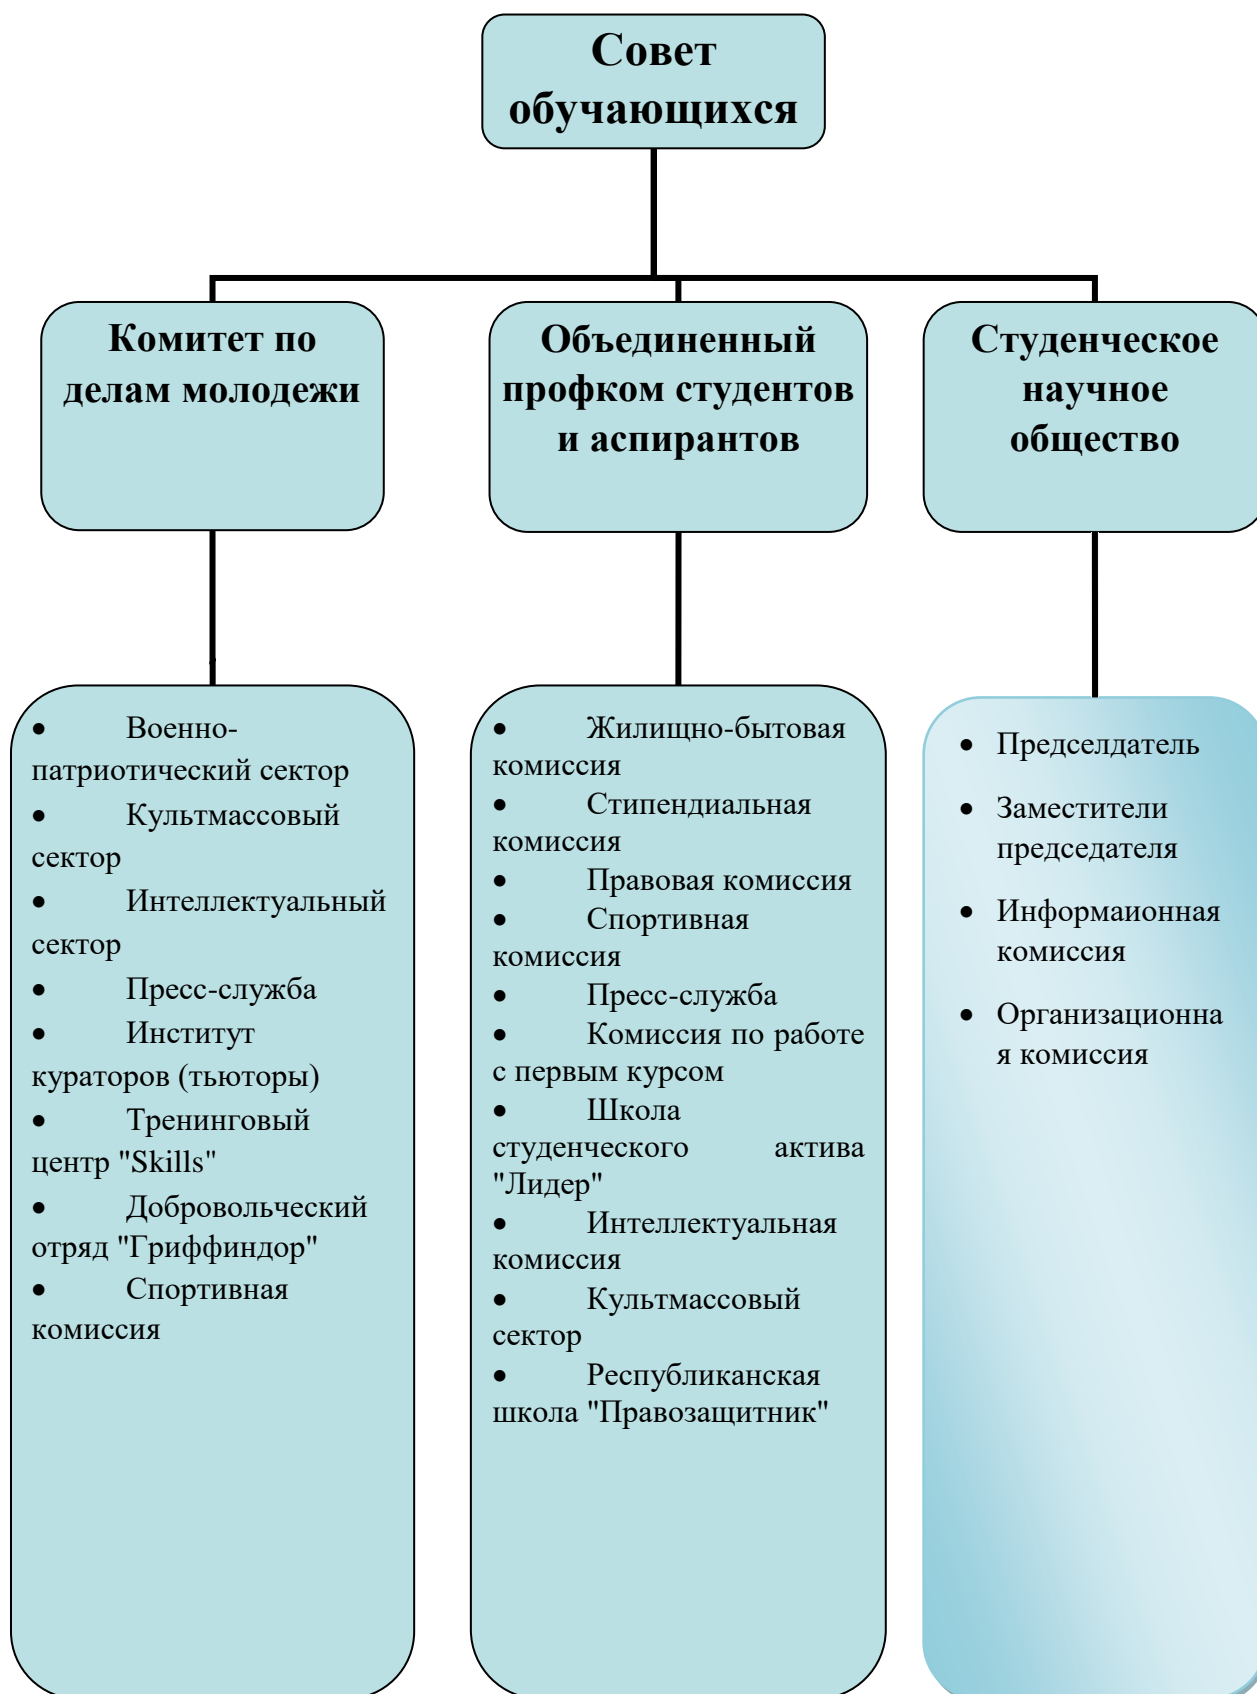 Совет
обучающихся
Комитет по
делам молодежи
Объединенный
профком студентов
и аспирантов
Студенческое
научное
общество
• Военно-
патриотический сектор
• Культмассовый
сектор
• Интеллектуальный
сектор
• Пресс-служба
• Институт
кураторов (тьюторы)
• Тренинговый
центр "Skills"
• Добровольческий
отряд "Гриффиндор"
• Спортивная
комиссия
• Жилищно-бытовая
комиссия
• Стипендиальная
комиссия
• Правовая комиссия
• Спортивная
комиссия
• Пресс-служба
• Комиссия по работе
с первым курсом
• Школа
студенческого актива
"Лидер"
• Интеллектуальная
комиссия
• Культмассовый
сектор
• Республиканская
школа "Правозащитник"
• Преселдатель
• Заместители
председателя
• Информаионная
комиссия
• Организационна
я комиссия